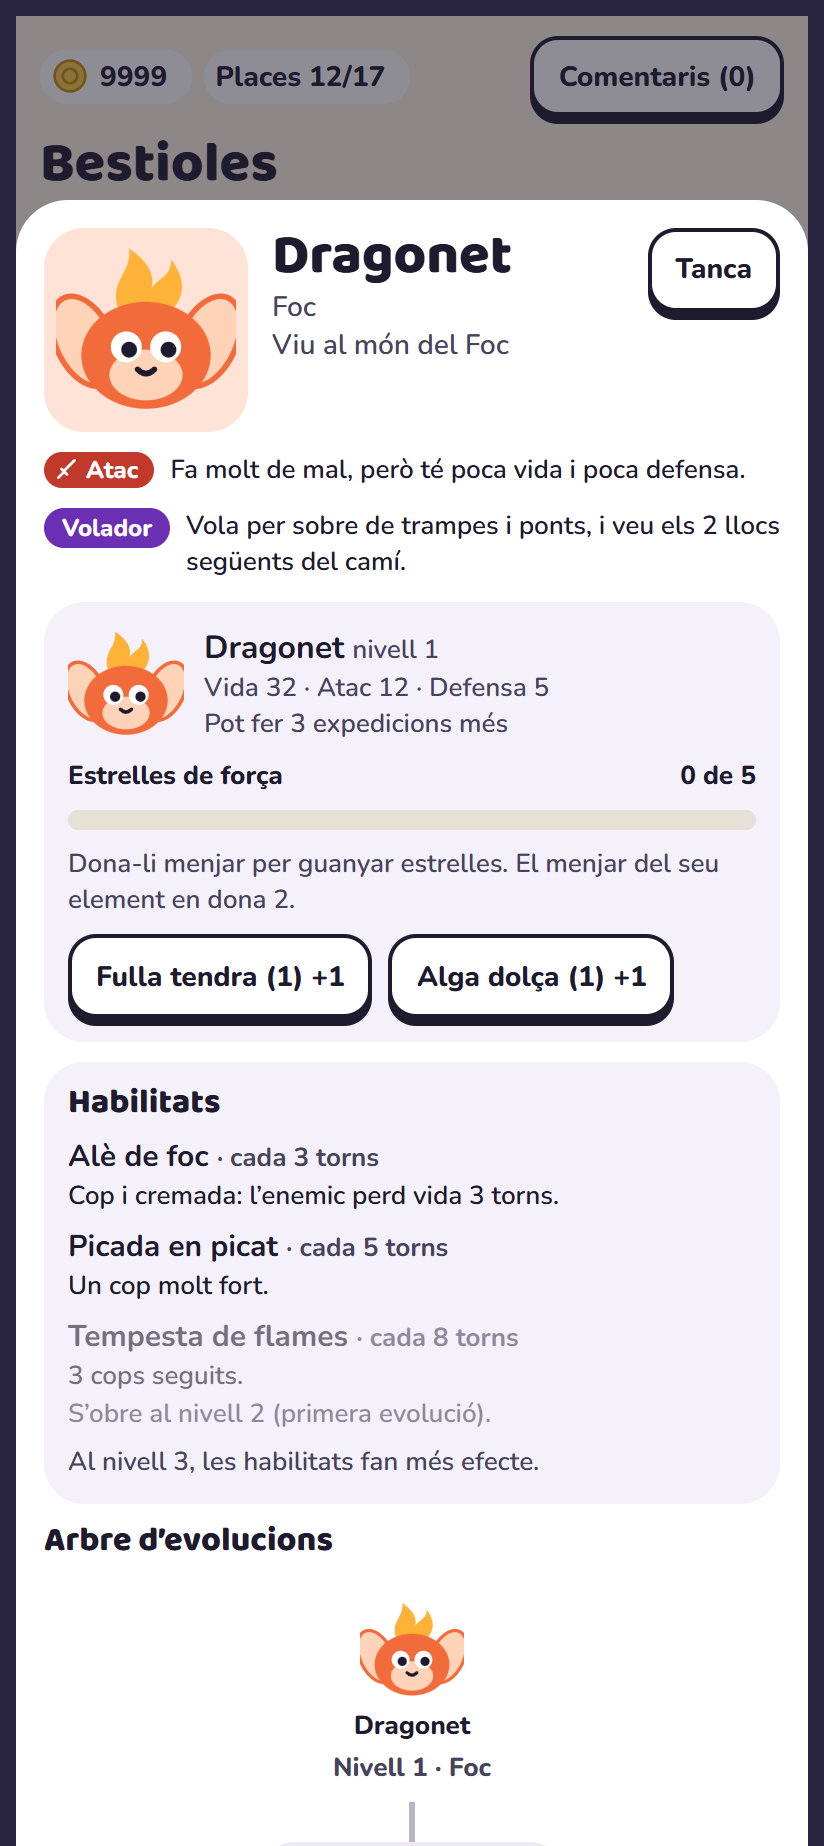 9999
Places 12/17
Comentaris (0)
Bestioles
Dragonet
Tanca
Foc
Viu al món del Foc
Atac
Fa molt de mal, però té poca vida i poca defensa.
Volador
Vola per sobre de trampes i ponts, i veu els 2 llocs
següents del camí.
Dragonet nivell 1
Vida 32 · Atac 12 · Defensa 5
Pot fer 3 expedicions més
Estrelles de força
0 de 5
Dona-li menjar per guanyar estrelles. El menjar del seu
element en dona 2.
Fulla tendra (1) +1
Alga dolça (1) +1
Habilitats
Alè de foc · cada 3 torns
Cop i cremada: l’enemic perd vida 3 torns.
Picada en picat · cada 5 torns
Un cop molt fort.
Tempesta de flames · cada 8 torns
3 cops seguits.
S’obre al nivell 2 (primera evolució).
Al nivell 3, les habilitats fan més efecte.
Arbre d’evolucions
Dragonet
Nivell 1 · Foc